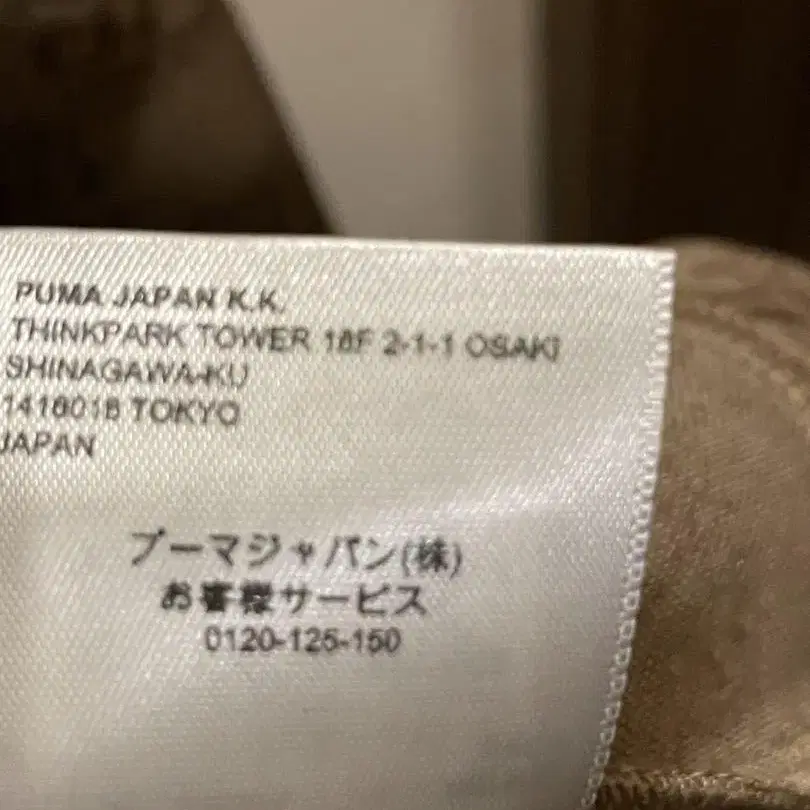 PUMA JAPAN K.K.
THINKPARK TOWER 18F 2-1-1 OSAKI
SHINAGAWA-KU
1416018 TOKYO
JAPAN
プーマジャパン(株)
お客様サービス
0120-125-150